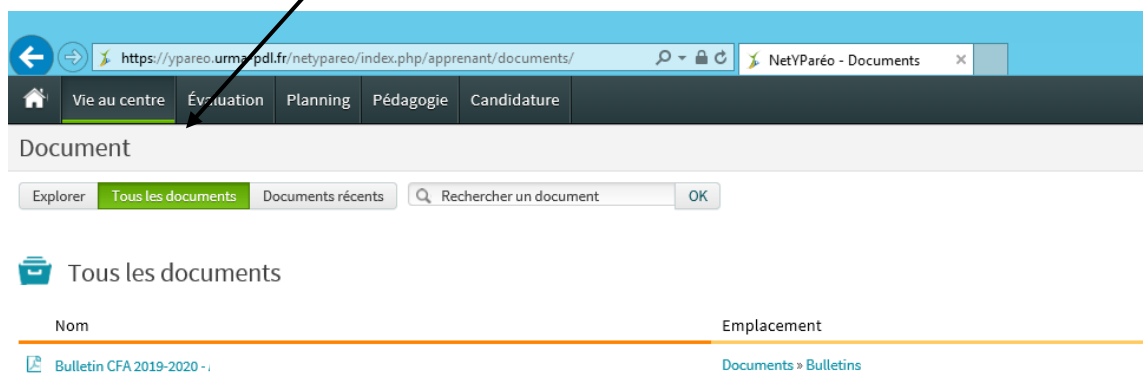 https://ypareo.urma-pdl.fr/netypareo/index.php/apprenant/documents/ NetYParéo - Documents
Vie au centre Évaluation Planning Pédagogie Candidature
Document
Explorer Tous les documents Documents récents Rechercher un document OK
Tous les documents
Nom Emplacement
Bulletin CFA 2019-2020 - Documents » Bulletins